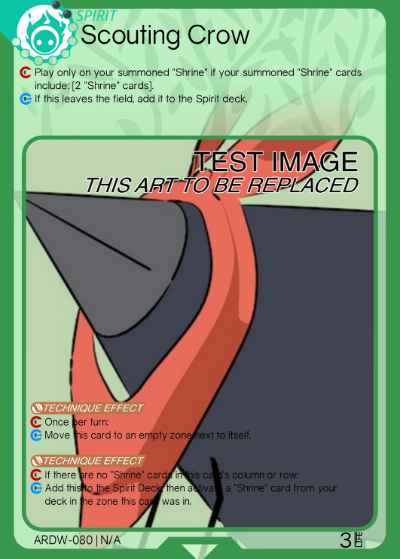 SPIRIT
Scouting Crow
C Play only on your summoned "Shrine" if your summoned "Shrine" cards
include: [2 "Shrine" cards].
E If this leaves the field, add it to the Spirit deck.
TEST IMAGE
THIS ART TO BE REPLACED
TECHNIQUE EFFECT
C Once per turn:
E Move this card to an empty zone next to itself.
TECHNIQUE EFFECT
C If there are no "Shrine" cards in this card's column or row:
E Add this to the Spirit Deck, then activate a "Shrine" card from your
deck in the zone this card was in.
ARDW-080 | N/A
3 LIFE